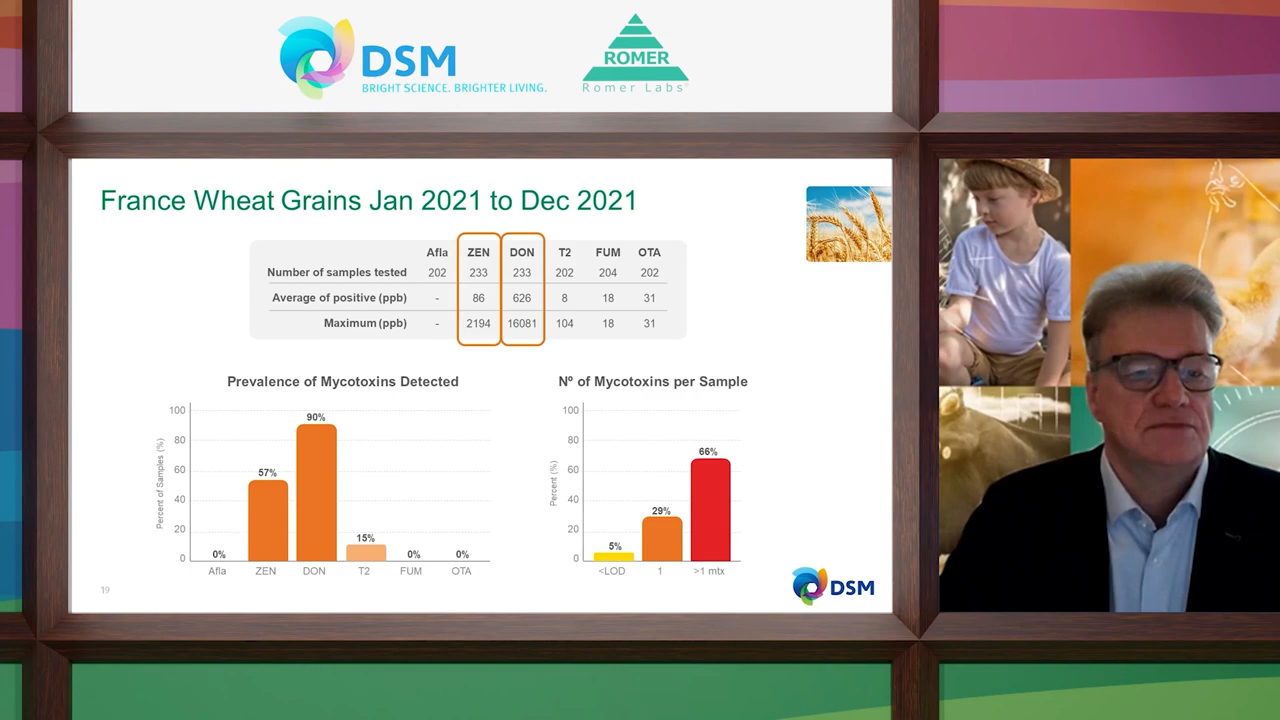 DSM
BRIGHT SCIENCE. BRIGHTER LIVING.
ROMER
Romer Labs®
France Wheat Grains Jan 2021 to Dec 2021
Afla ZEN DON T2 FUM OTA
Number of samples tested 202 233 233 202 204 202
Average of positive (ppb) - 86 626 8 18 31
Maximum (ppb) - 2194 16081 104 18 31
Prevalence of Mycotoxins Detected
Percent of Samples (%)
100
80
60
40
20
0
0% 57% 90% 15% 0% 0%
Afla ZEN DON T2 FUM OTA
Nº of Mycotoxins per Sample
Percent (%)
100
80
60
40
20
0
5% 29% 66%
<LOD 1 >1 mtx
19
DSM